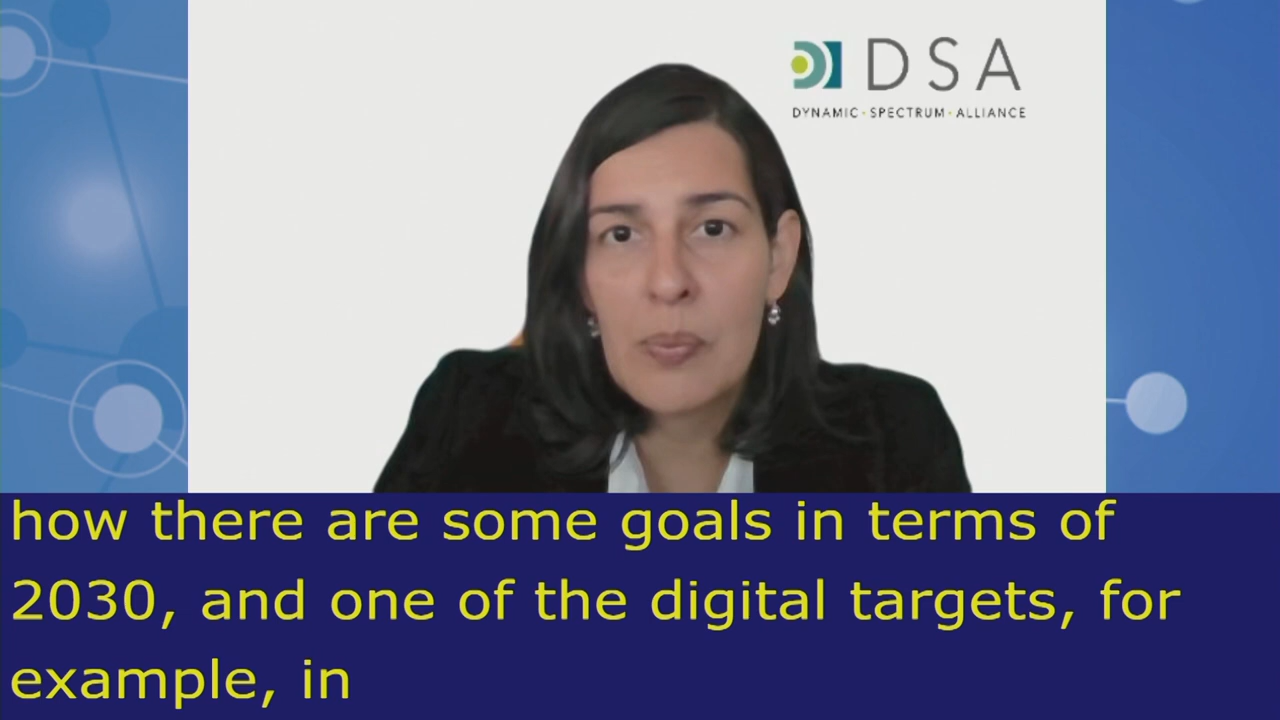 DSA
DYNAMIC · SPECTRUM · ALLIANCE
how there are some goals in terms of
2030, and one of the digital targets, for
example, in